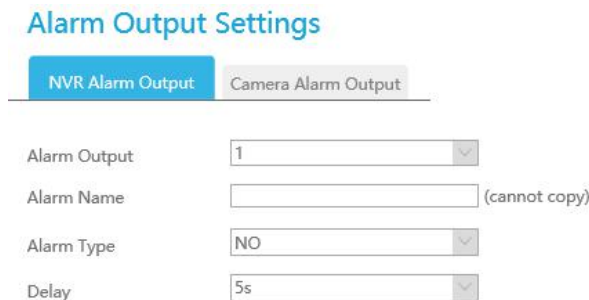 Alarm Output Settings
NVR Alarm Output Camera Alarm Output
Alarm Output 1
Alarm Name (cannot copy)
Alarm Type NO
Delay 5s